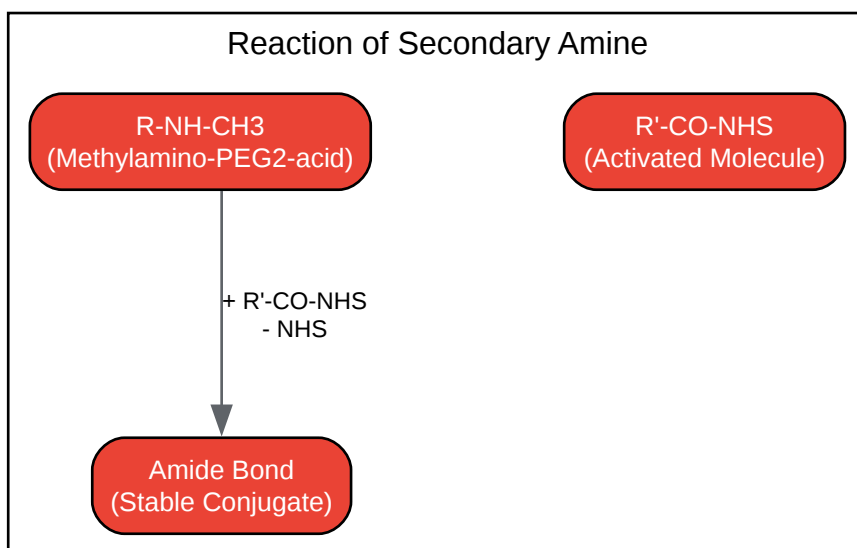 Reaction of Secondary Amine
R-NH-CH3
(Methylamino-PEG2-acid)
R'-CO-NHS
(Activated Molecule)
+ R'-CO-NHS
- NHS
Amide Bond
(Stable Conjugate)